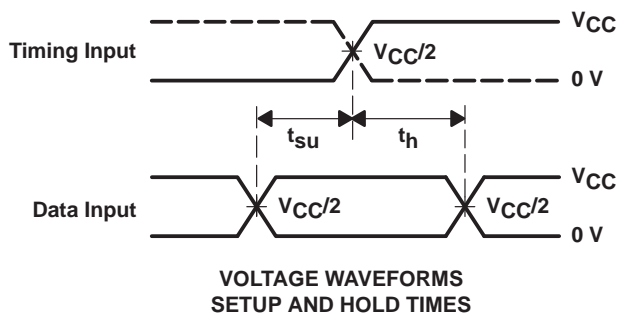 Timing Input
VCC
VCC/2
0 V
tsu
th
Data Input
VCC
VCC/2
VCC/2
0 V
VOLTAGE WAVEFORMS
SETUP AND HOLD TIMES